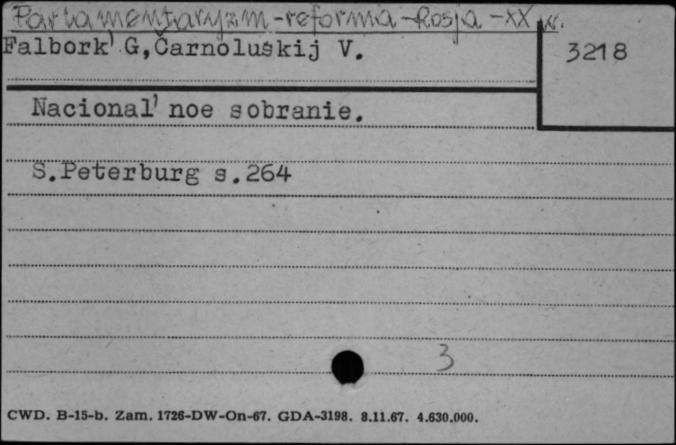 Parlamentaryzm - reforma - Rosja - XX w.
Falbork' G, Čarnoluskij V.
3218
Nacional' noe sobranie.
S.Peterburg s.264
3
CWD. B-15-b. Zam. 1726-DW-On-67. GDA-3198. 8.11.67. 4.630.000.